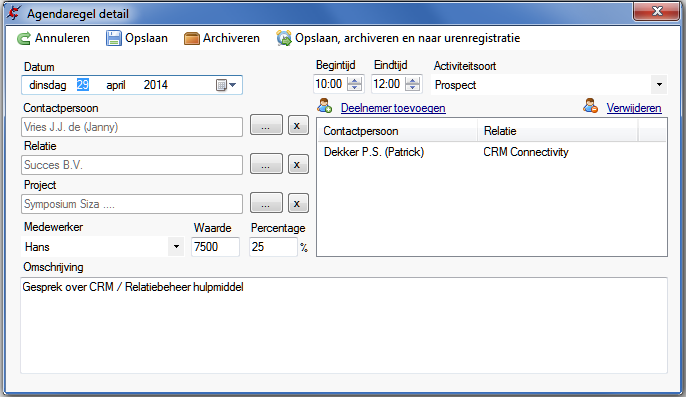 Agendaregel detail
Annuleren Opslaan Archiveren Opslaan, archiveren en naar urenregistratie
Datum Begintijd Eindtijd Activiteitsoort
dinsdag 29 april 2014 10:00 12:00 Prospect
Contactpersoon Deelnemer toevoegen Verwijderen
Vries J.J. de (Janny) ... x
Contactpersoon Relatie
Relatie
Dekker P.S. (Patrick) CRM Connectivity
Succes B.V. ... x
Project
Symposium Siza .... ... x
Medewerker Waarde Percentage
Hans 7500 25 %
Omschrijving
Gesprek over CRM / Relatiebeheer hulpmiddel